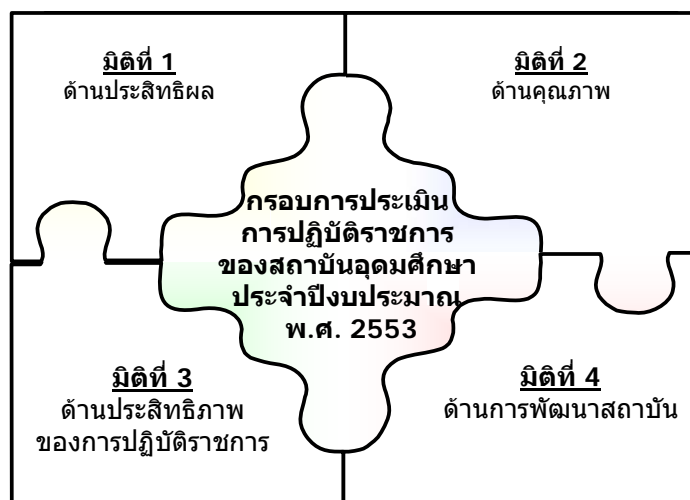 มิติที่ 1
ด้านประสิทธิผล
มิติที่ 2
ด้านคุณภาพ
กรอบการประเมิน
การปฏิบัติราชการ
ของสถาบันอุดมศึกษา
ประจำปีงบประมาณ
พ.ศ. 2553
มิติที่ 3
ด้านประสิทธิภาพ
ของการปฏิบัติราชการ
มิติที่ 4
ด้านการพัฒนาสถาบัน